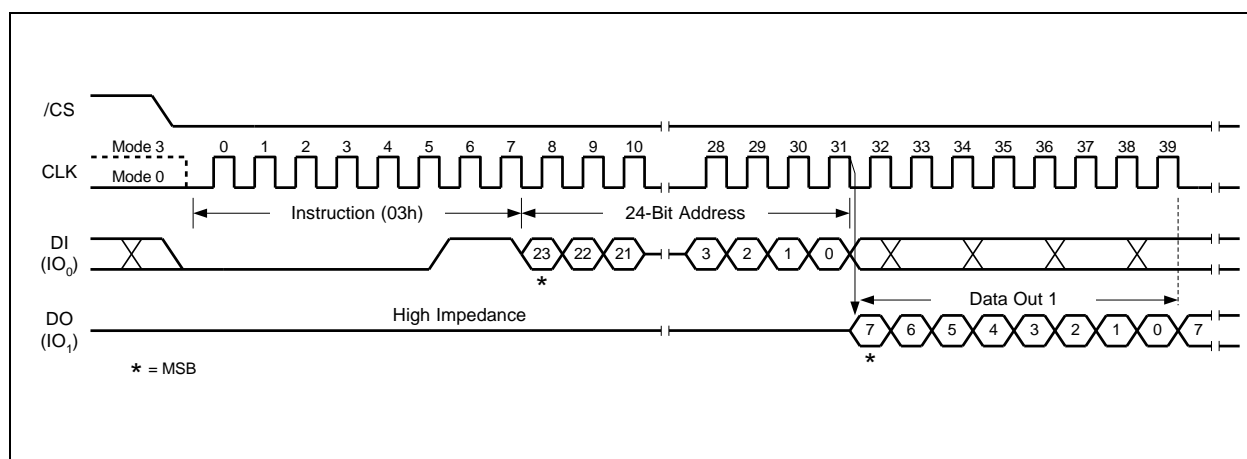 /CS
Mode 3
0 1 2 3 4 5 6 7 8 9 10 28 29 30 31 32 33 34 35 36 37 38 39
CLK
Mode 0
Instruction (03h) 24-Bit Address
DI
(IO0)
23 22 21 3 2 1 0
*
Data Out 1
High Impedance
DO
(IO1)
7 6 5 4 3 2 1 0 7
*
* = MSB